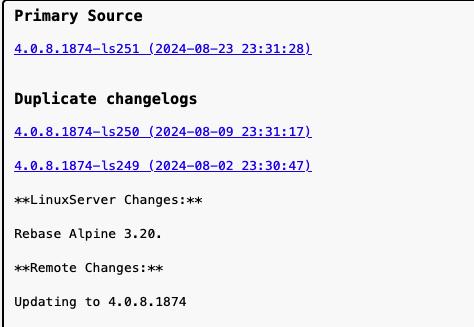 Primary Source
4.0.8.1874-ls251 (2024-08-23 23:31:28)
Duplicate changelogs
4.0.8.1874-ls250 (2024-08-09 23:31:17)
4.0.8.1874-ls249 (2024-08-02 23:30:47)
**LinuxServer Changes:**
Rebase Alpine 3.20.
**Remote Changes:**
Updating to 4.0.8.1874